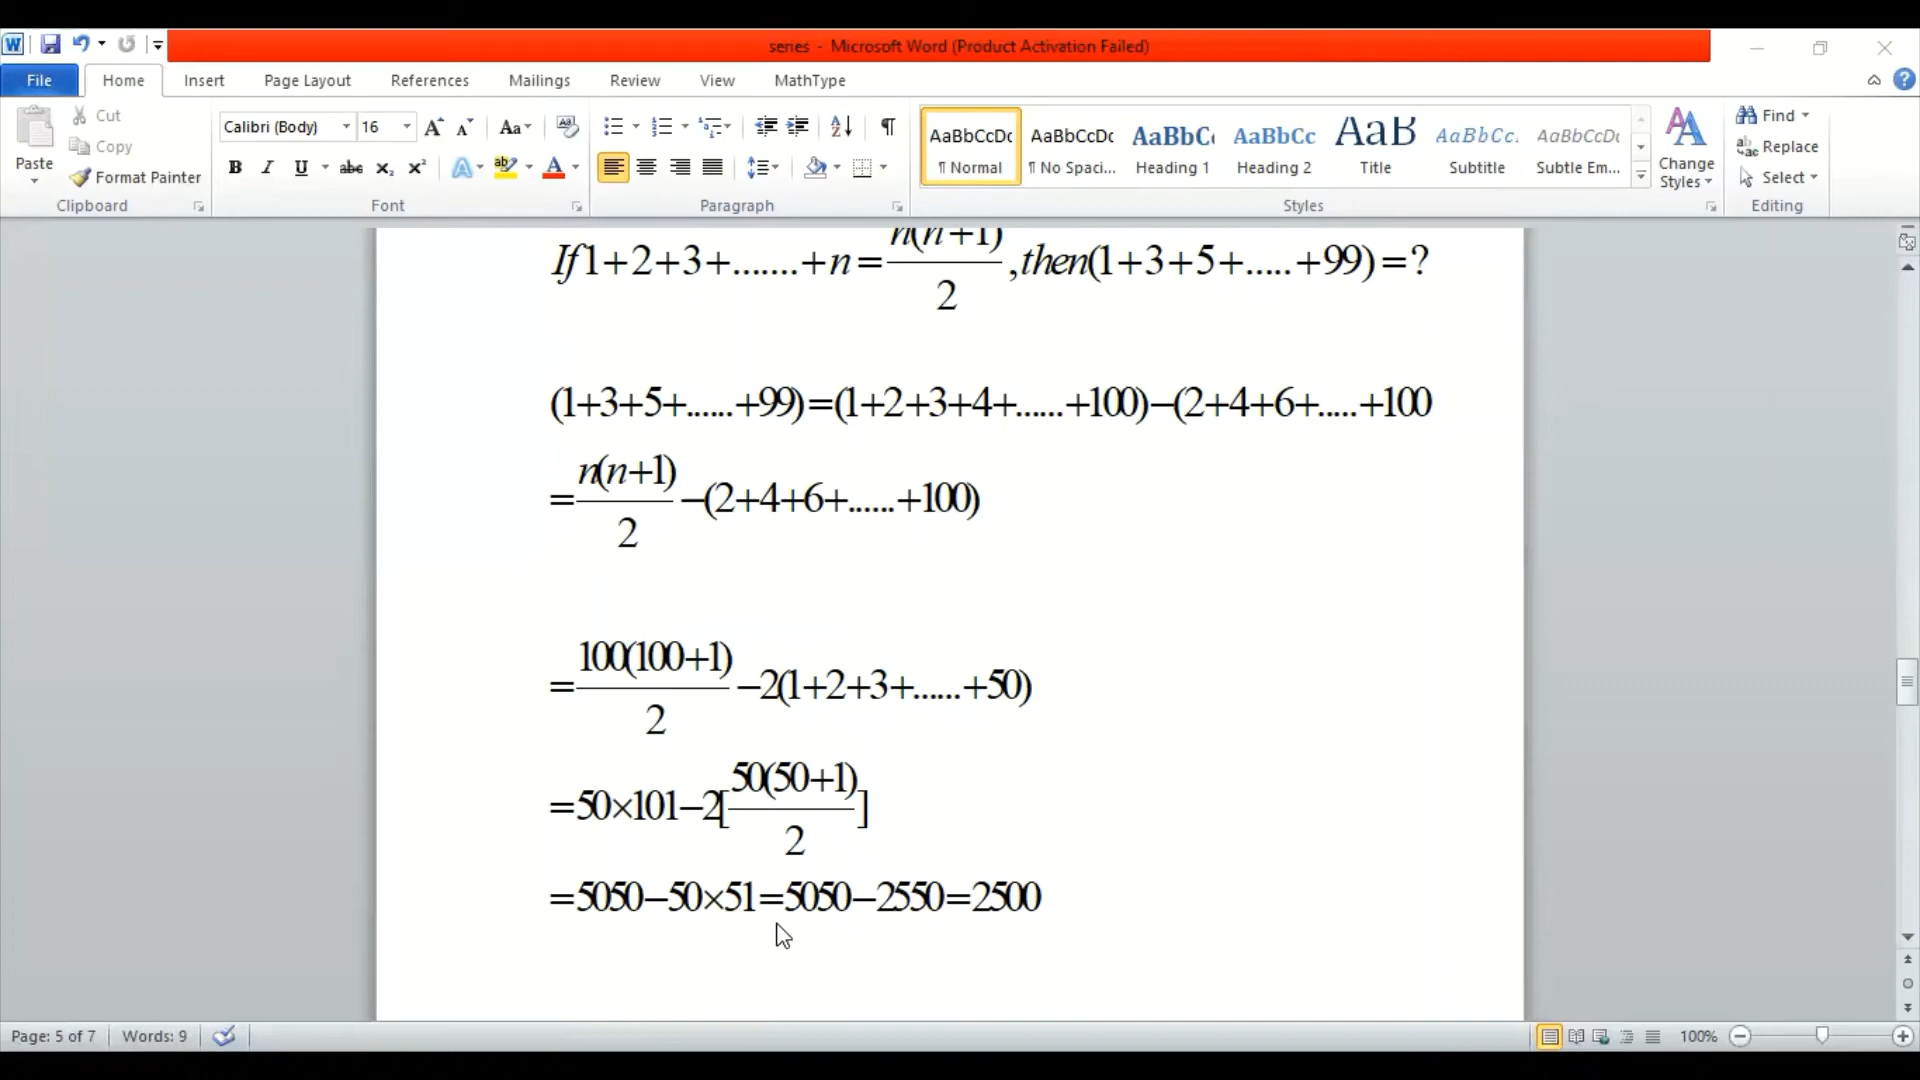 series - Microsoft Word (Product Activation Failed)
File Home Insert Page Layout References Mailings Review View MathType
Paste Cut Copy Format Painter
Clipboard
Calibri (Body) 16
Font
Paragraph
AaBbCcDc AaBbCcDc AaBbC AaBbCc AaB AaBbCc. AaBbCcDc
¶ Normal ¶ No Spaci... Heading 1 Heading 2 Title Subtitle Subtle Em...
Change Styles
Styles
Find
Replace
Select
Editing
If 1+2+3+.......+n = n(n+1)/2 , then (1+3+5+.....+99) = ?
(1+3+5+......+99)=(1+2+3+4+......+100)−(2+4+6+.....+100
= n(n+1)/2 −(2+4+6+......+100)
= 100(100+1)/2 −2(1+2+3+......+50)
=50×101−2[ 50(50+1)/2 ]
=5050−50×51=5050−2550=2500
Page: 5 of 7 Words: 9 100%